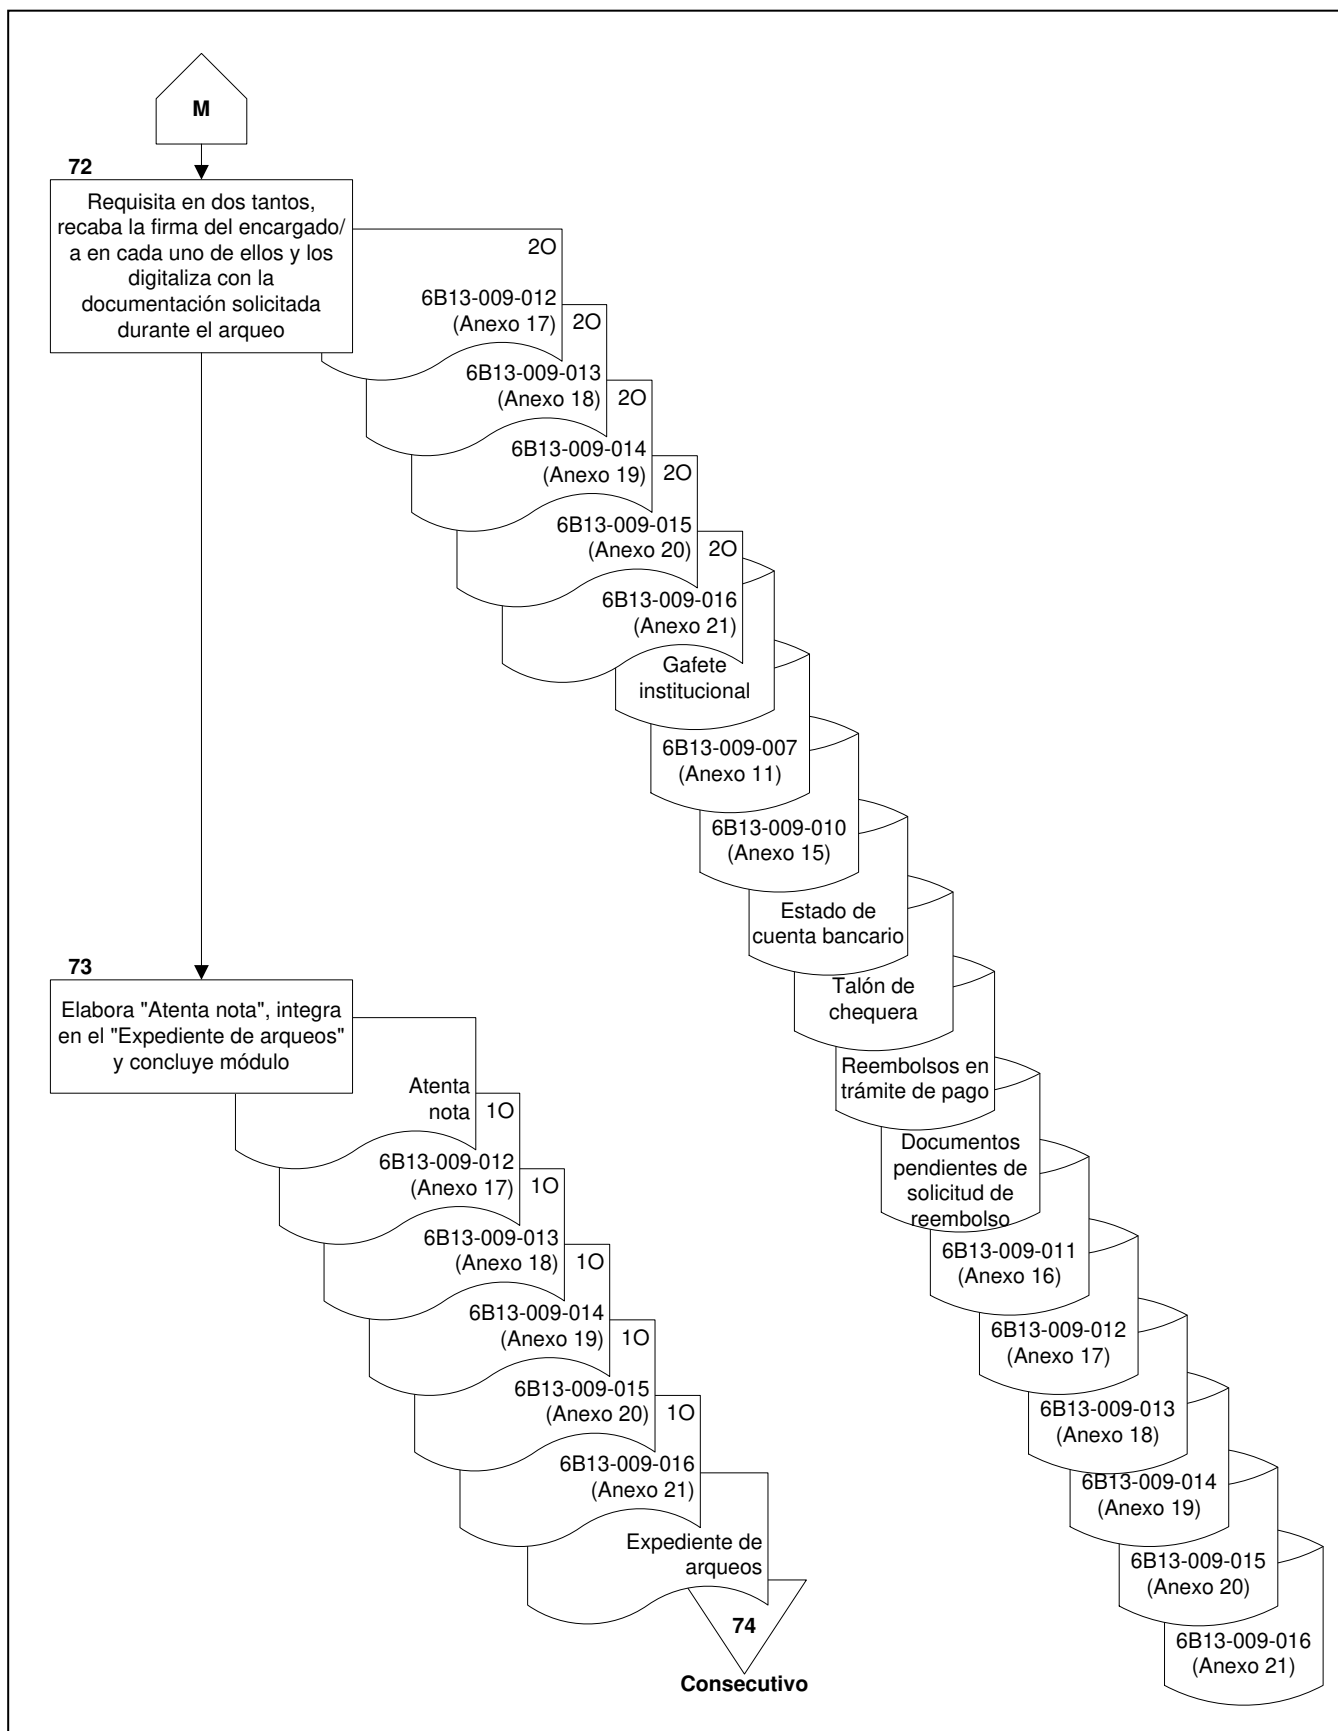 M
72
Requisita en dos tantos,
recaba la firma del encargado/
a en cada uno de ellos y los
digitaliza con la
documentación solicitada
durante el arqueo
2O
6B13-009-012
(Anexo 17)
2O
6B13-009-013
(Anexo 18)
2O
6B13-009-014
(Anexo 19)
2O
6B13-009-015
(Anexo 20)
2O
6B13-009-016
(Anexo 21)
Gafete
institucional
6B13-009-007
(Anexo 11)
6B13-009-010
(Anexo 15)
Estado de
cuenta bancario
Talón de
chequera
Reembolsos en
trámite de pago
Documentos
pendientes de
solicitud de
reembolso
6B13-009-011
(Anexo 16)
6B13-009-012
(Anexo 17)
6B13-009-013
(Anexo 18)
6B13-009-014
(Anexo 19)
6B13-009-015
(Anexo 20)
6B13-009-016
(Anexo 21)
73
Elabora "Atenta nota", integra
en el "Expediente de arqueos"
y concluye módulo
Atenta
nota
1O
6B13-009-012
(Anexo 17)
1O
6B13-009-013
(Anexo 18)
1O
6B13-009-014
(Anexo 19)
1O
6B13-009-015
(Anexo 20)
1O
6B13-009-016
(Anexo 21)
Expediente de
arqueos
74
Consecutivo